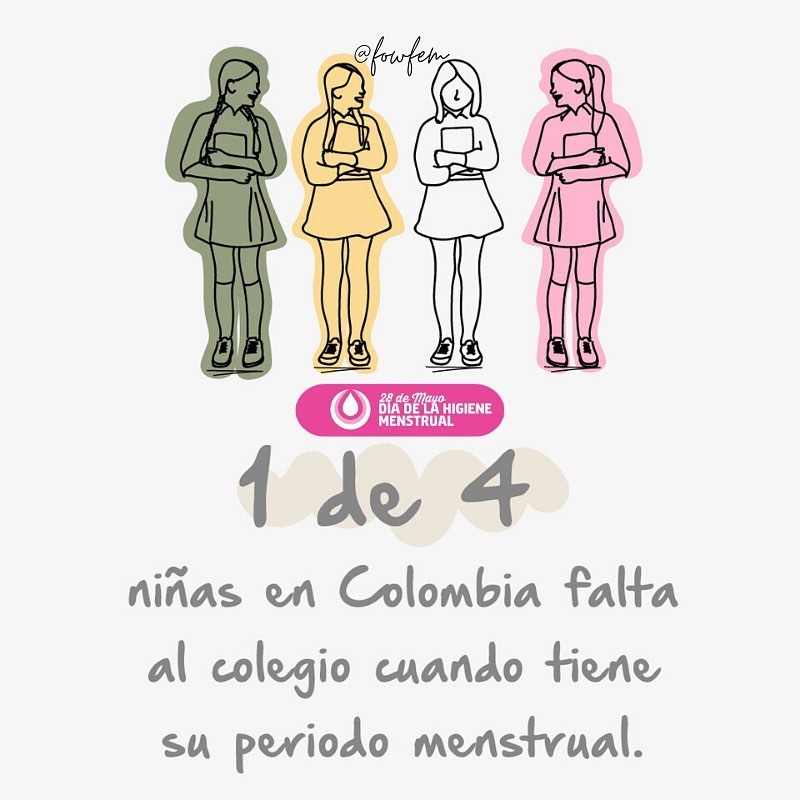 @fowfem
28 de Mayo
DÍA DE LA HIGIENE
MENSTRUAL
1 de 4
niñas en Colombia falta
al colegio cuando tiene
su periodo menstrual.